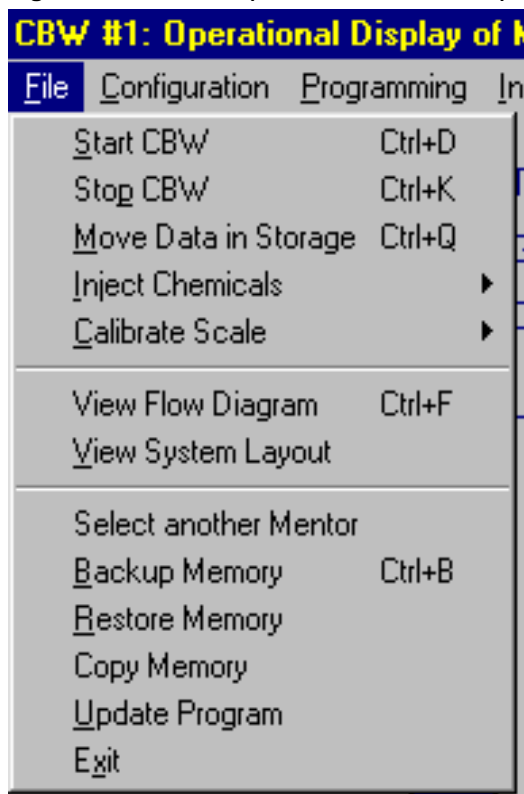 CBW #1: Operational Display of
File Configuration Programming In
Start CBW Ctrl+D
Stop CBW Ctrl+K
Move Data in Storage Ctrl+Q
Inject Chemicals
Calibrate Scale
View Flow Diagram Ctrl+F
View System Layout
Select another Mentor
Backup Memory Ctrl+B
Restore Memory
Copy Memory
Update Program
Exit